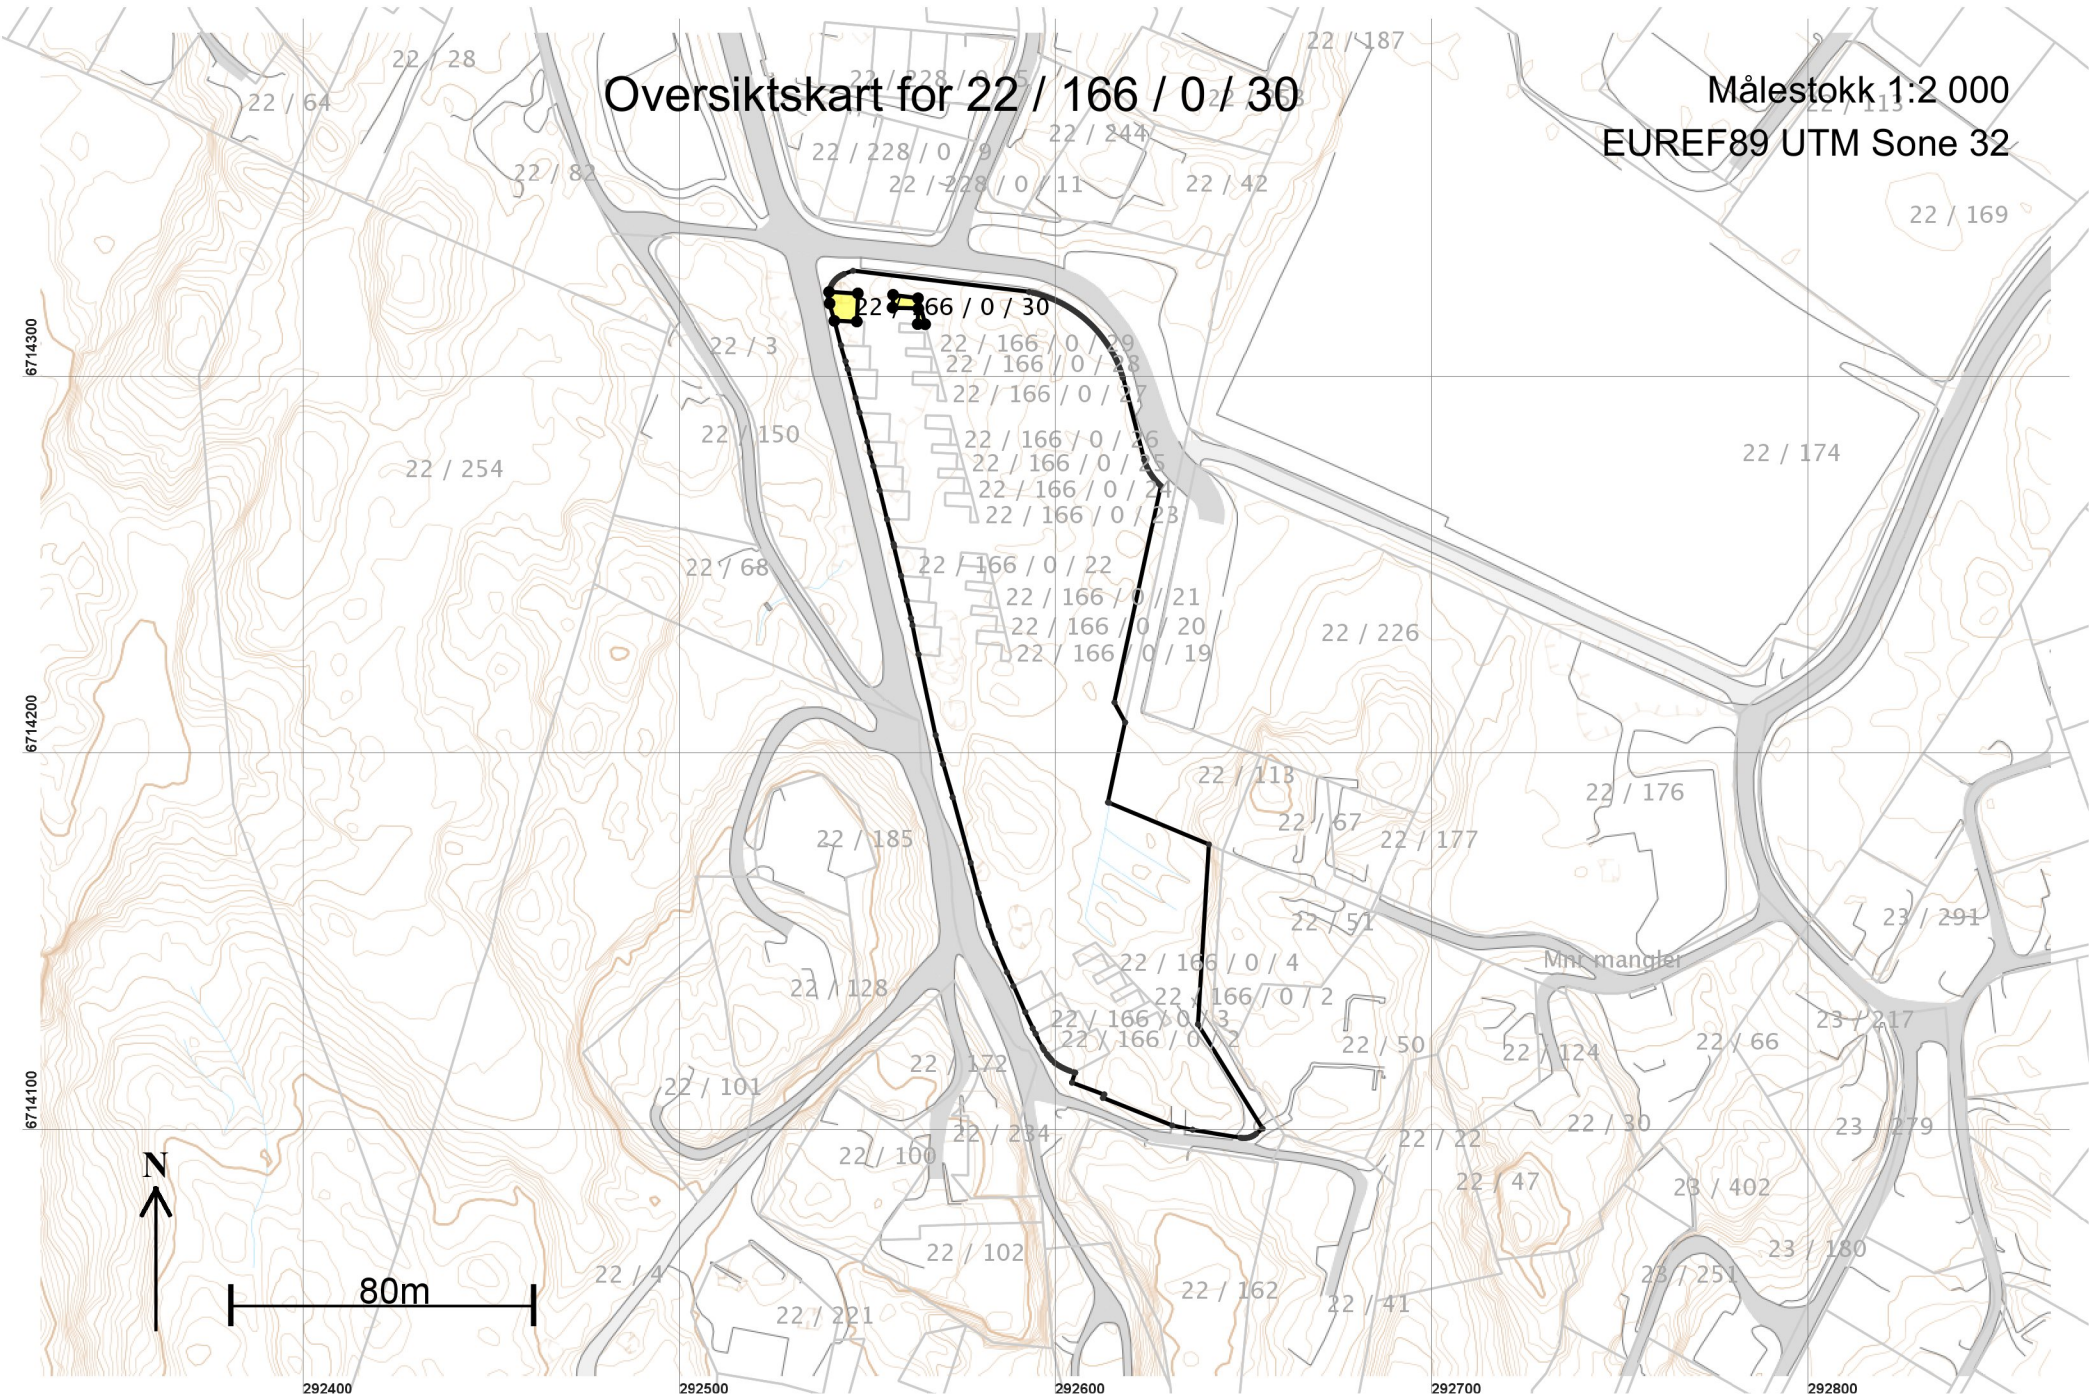 22 / 187
22 / 28
Oversiktskart for 22 / 166 / 0 / 30
Målestokk 1:2 000
22 / 64
22 / 113
22 / 244
EUREF89 UTM Sone 32
22 / 228 / 0 / 9
22 / 82
22 / 228 / 0 / 11
22 / 42
22 / 169
22 / 166 / 0 / 30
6714300
22 / 3
22 / 166 / 0 / 29
22 / 166 / 0 / 28
22 / 166 / 0 / 27
22 / 150
22 / 166 / 0 / 26
22 / 174
22 / 254
22 / 166 / 0 / 25
22 / 166 / 0 / 24
22 / 166 / 0 / 23
22 / 68
22 / 166 / 0 / 22
22 / 166 / 0 / 21
22 / 166 / 0 / 20
22 / 226
22 / 166 / 0 / 19
6714200
22 / 113
22 / 176
22 / 67
22 / 185
22 / 177
22 / 51
23 / 291
22 / 166 / 0 / 4
Mnr mangler
22 / 128
22 / 166 / 0 / 2
22 / 166 / 0 / 3
23 / 217
22 / 166 / 0 / 2
22 / 50
22 / 66
22 / 124
22 / 172
22 / 101
6714100
22 / 30
23 / 279
22 / 234
22 / 22
22 / 100
N
22 / 47
23 / 402
22 / 102
23 / 180
22 / 4
23 / 251
80m
22 / 162
22 / 41
22 / 221
292400
292500
292600
292700
292800